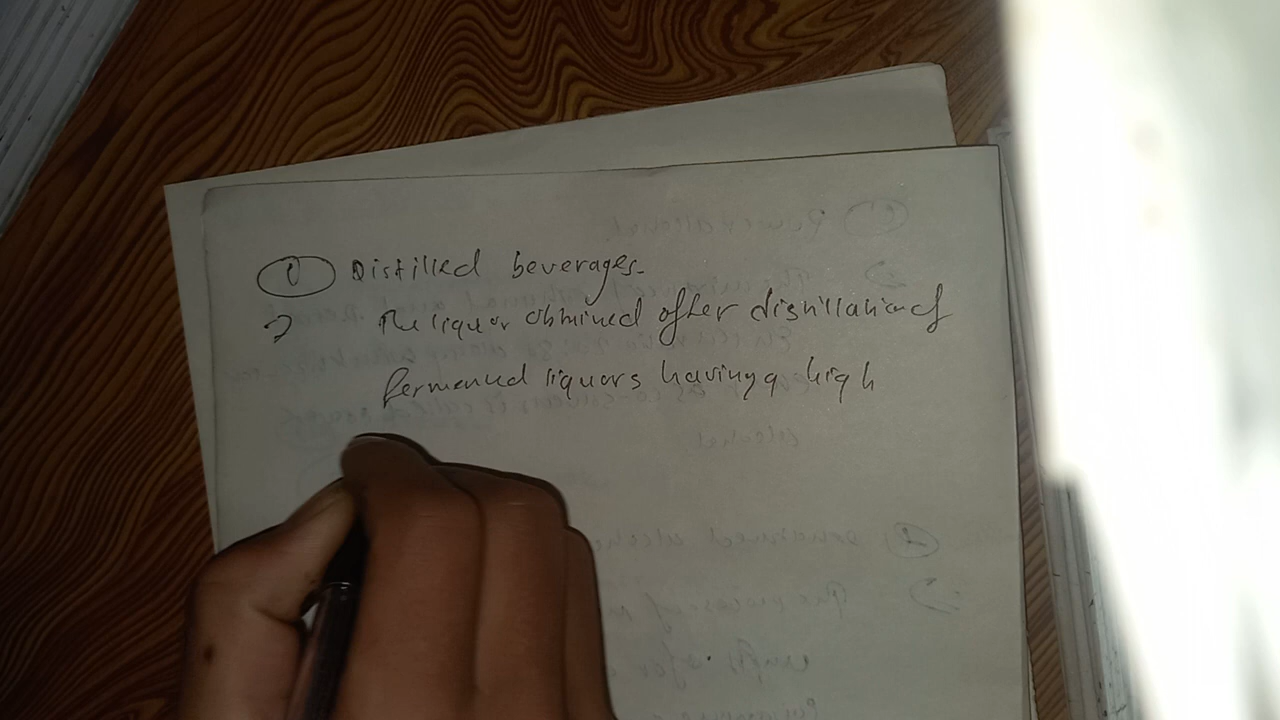 ① Distilled beverages.
→ The liquor obtained after distillation of
fermented liquors having a high